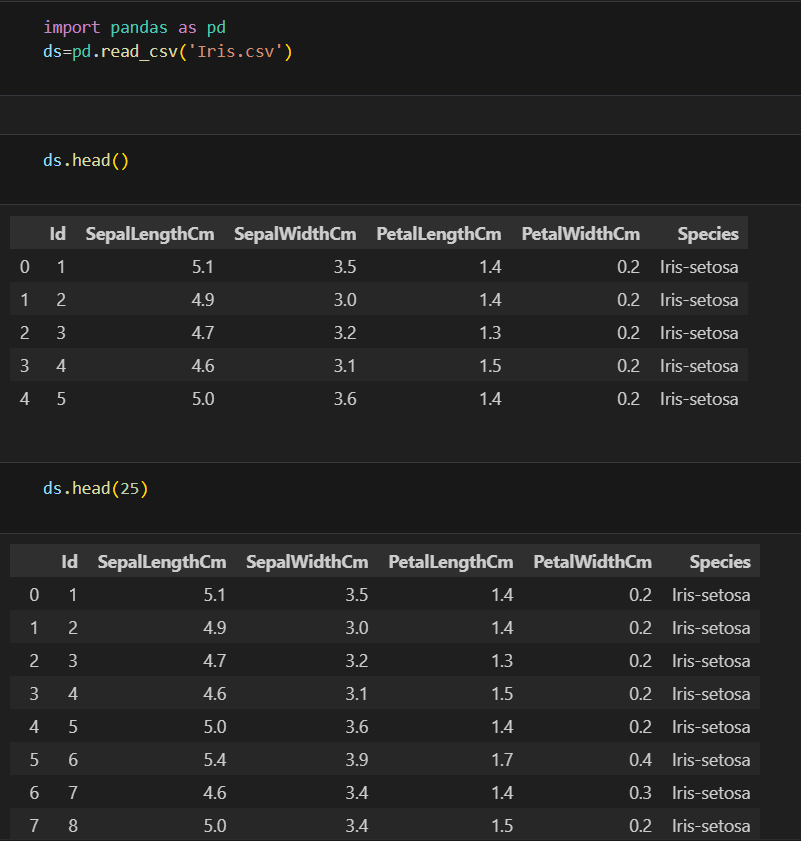 import pandas as pd
ds=pd.read_csv('Iris.csv')
ds.head()
Id SepalLengthCm SepalWidthCm PetalLengthCm PetalWidthCm Species
0 1 5.1 3.5 1.4 0.2 Iris-setosa
1 2 4.9 3.0 1.4 0.2 Iris-setosa
2 3 4.7 3.2 1.3 0.2 Iris-setosa
3 4 4.6 3.1 1.5 0.2 Iris-setosa
4 5 5.0 3.6 1.4 0.2 Iris-setosa
ds.head(25)
Id SepalLengthCm SepalWidthCm PetalLengthCm PetalWidthCm Species
0 1 5.1 3.5 1.4 0.2 Iris-setosa
1 2 4.9 3.0 1.4 0.2 Iris-setosa
2 3 4.7 3.2 1.3 0.2 Iris-setosa
3 4 4.6 3.1 1.5 0.2 Iris-setosa
4 5 5.0 3.6 1.4 0.2 Iris-setosa
5 6 5.4 3.9 1.7 0.4 Iris-setosa
6 7 4.6 3.4 1.4 0.3 Iris-setosa
7 8 5.0 3.4 1.5 0.2 Iris-setosa